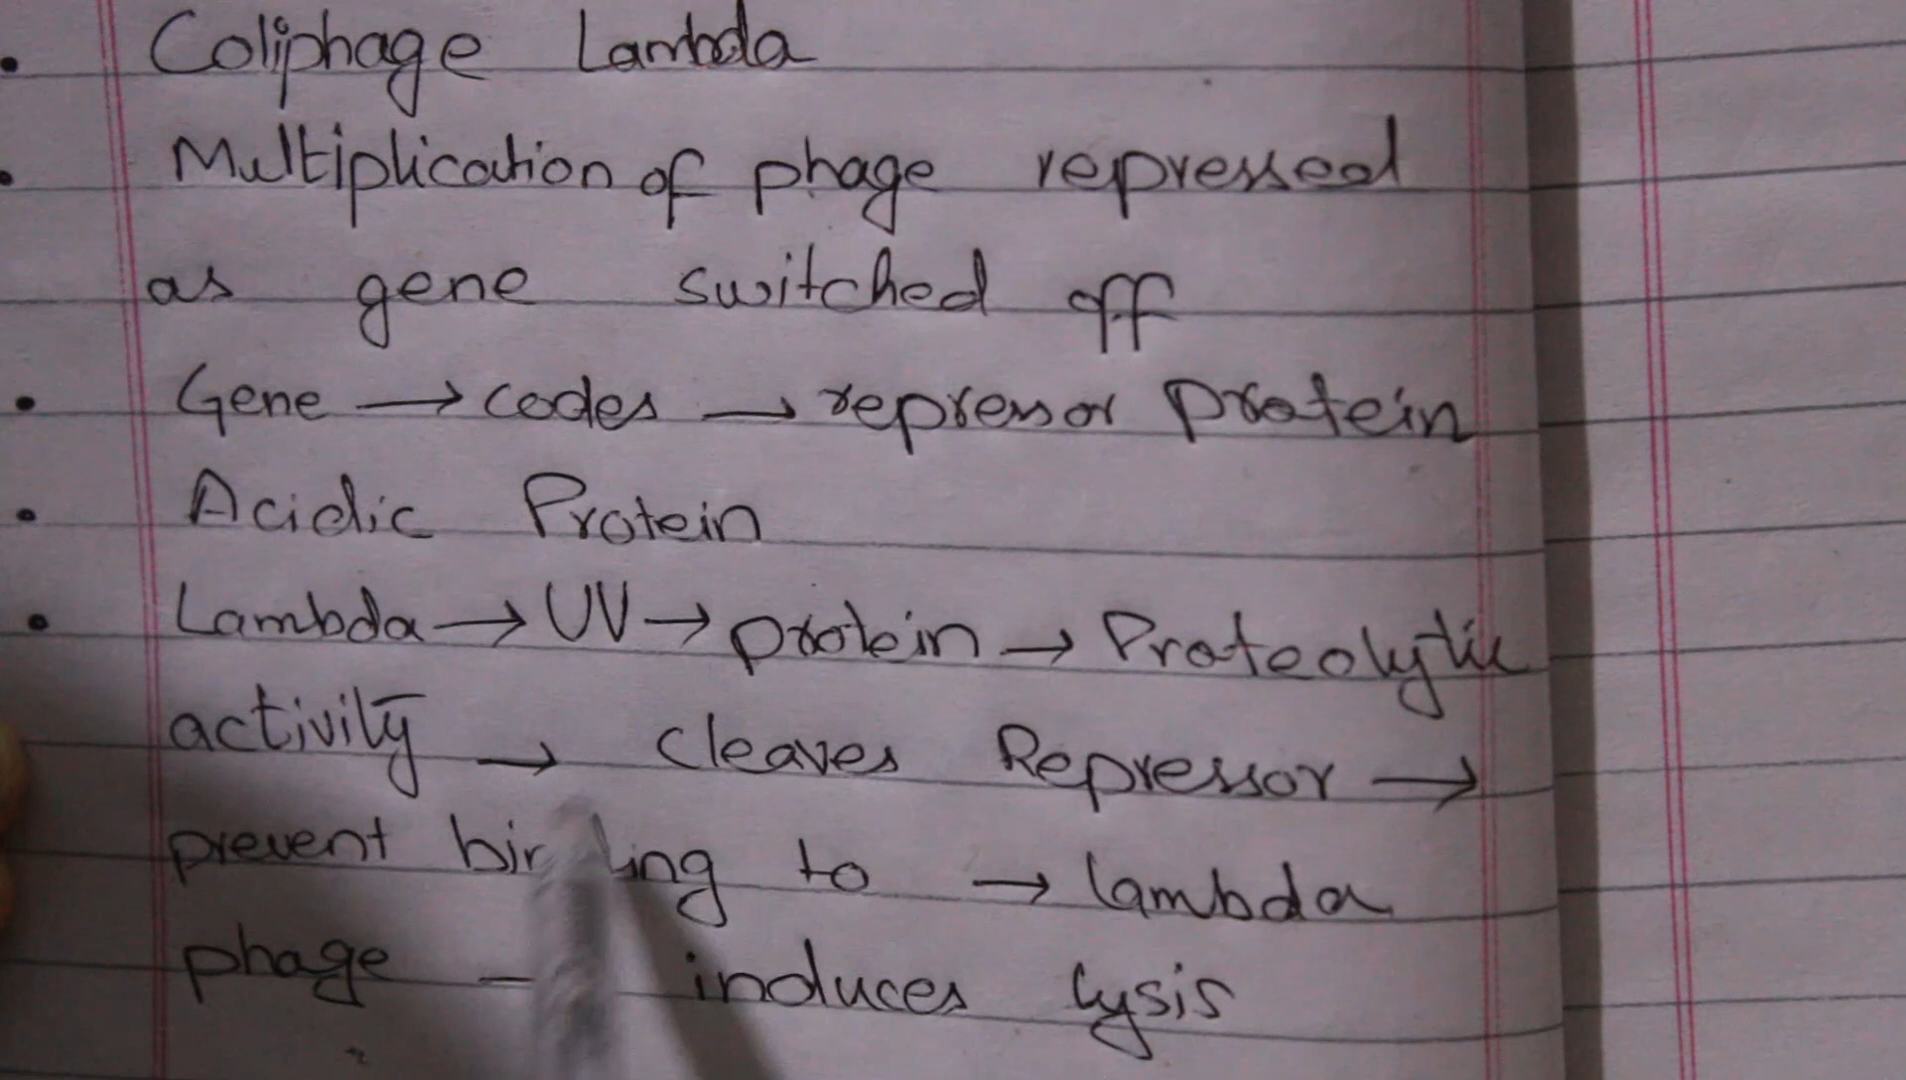 • Coliphage Lambda
• Multiplication of phage repressed
as gene switched off
• Gene → codes → repressor Protein
• Acidic Protein
• Lambda → UV → protein → Proteolytic
activity → cleaves Repressor →
prevent to → lambda
phage – induces lysis